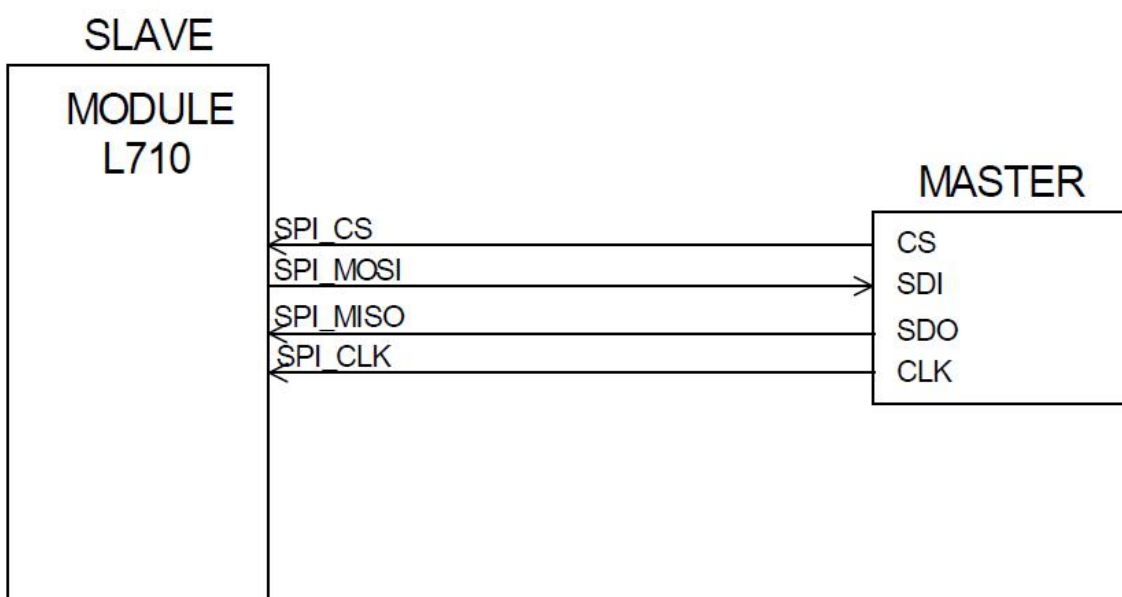 SLAVE
MODULE
L710
MASTER
SPI_CS
CS
SPI_MOSI
SDI
SPI_MISO
SDO
SPI_CLK
CLK